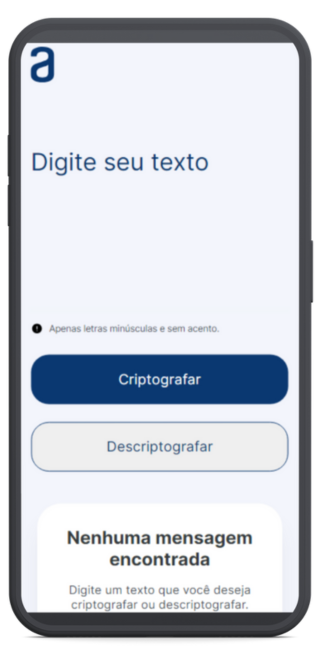 a
Digite seu texto
Apenas letras minúsculas e sem acento.
Criptografar
Descriptografar
Nenhuma mensagem
encontrada
Digite um texto que você deseja
criptografar ou descriptografar.